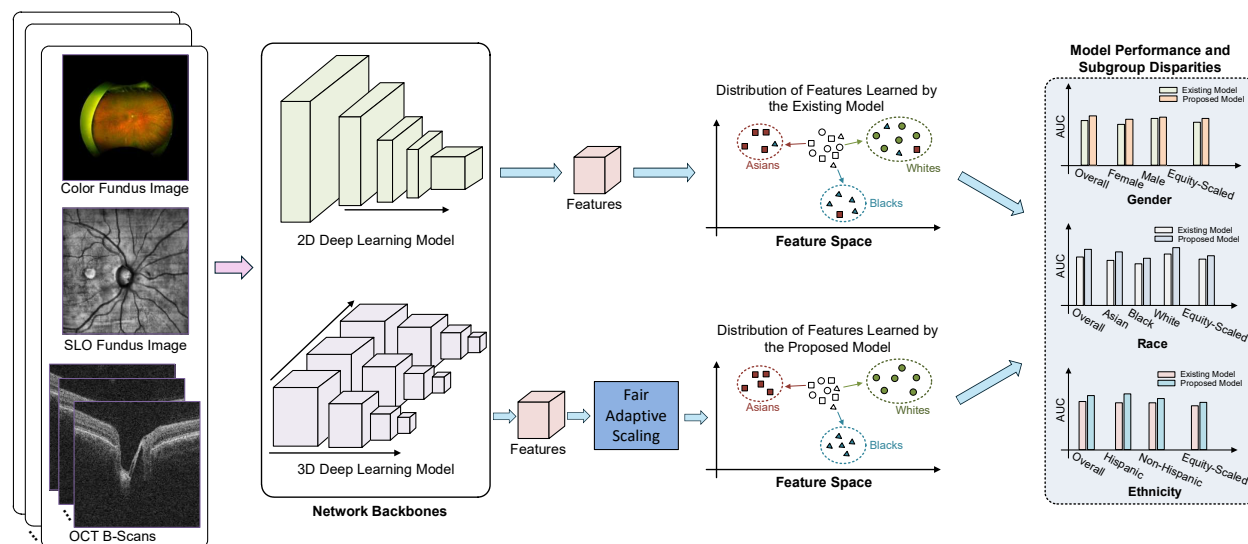 Color Fundus Image
SLO Fundus Image
OCT B-Scans
2D Deep Learning Model
3D Deep Learning Model
Network Backbones
Features
Features
Fair
Adaptive
Scaling
Distribution of Features Learned by
the Existing Model
Asians
Whites
Blacks
Feature Space
Distribution of Features Learned by
the Proposed Model
Asians
Whites
Blacks
Feature Space
Model Performance and
Subgroup Disparities
Existing Model
Proposed Model
AUC
Overall
Female
Male
Equity-Scaled
Gender
Existing Model
Proposed Model
AUC
Overall
Asian
Black
White
Equity-Scaled
Race
Existing Model
Proposed Model
AUC
Overall
Hispanic
Non-Hispanic
Equity-Scaled
Ethnicity